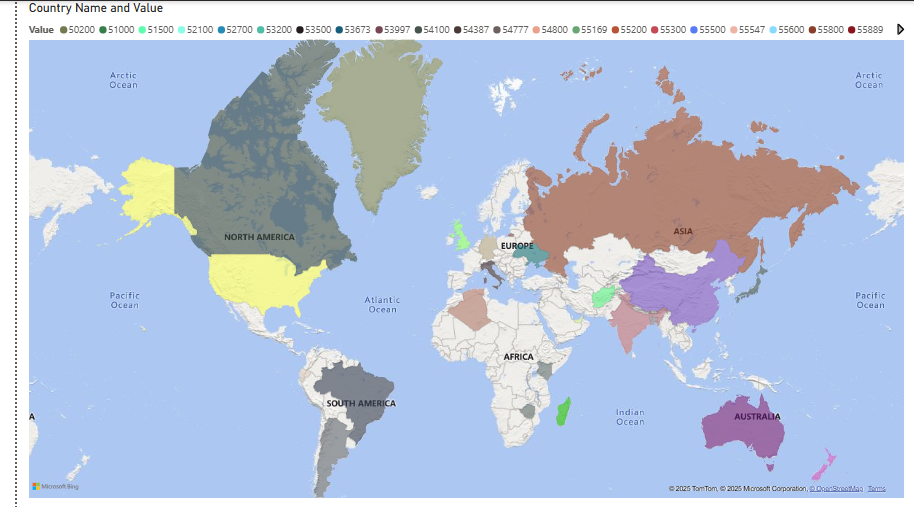 Country Name and Value
Value 50200 51000 51500 52100 52700 53200 53500 53673 53997 54100 54387 54777 54800 55169 55200 55300 55500 55547 55600 55800 55889
Arctic
Ocean
Arctic
Ocean
NORTH AMERICA
ASIA
EUROPE
Pacific
Ocean
Atlantic
Ocean
Pacific
Ocean
AFRICA
SOUTH AMERICA
Indian
Ocean
A
AUSTRALIA
Microsoft Bing
© 2025 TomTom, © 2025 Microsoft Corporation, © OpenStreetMap Terms